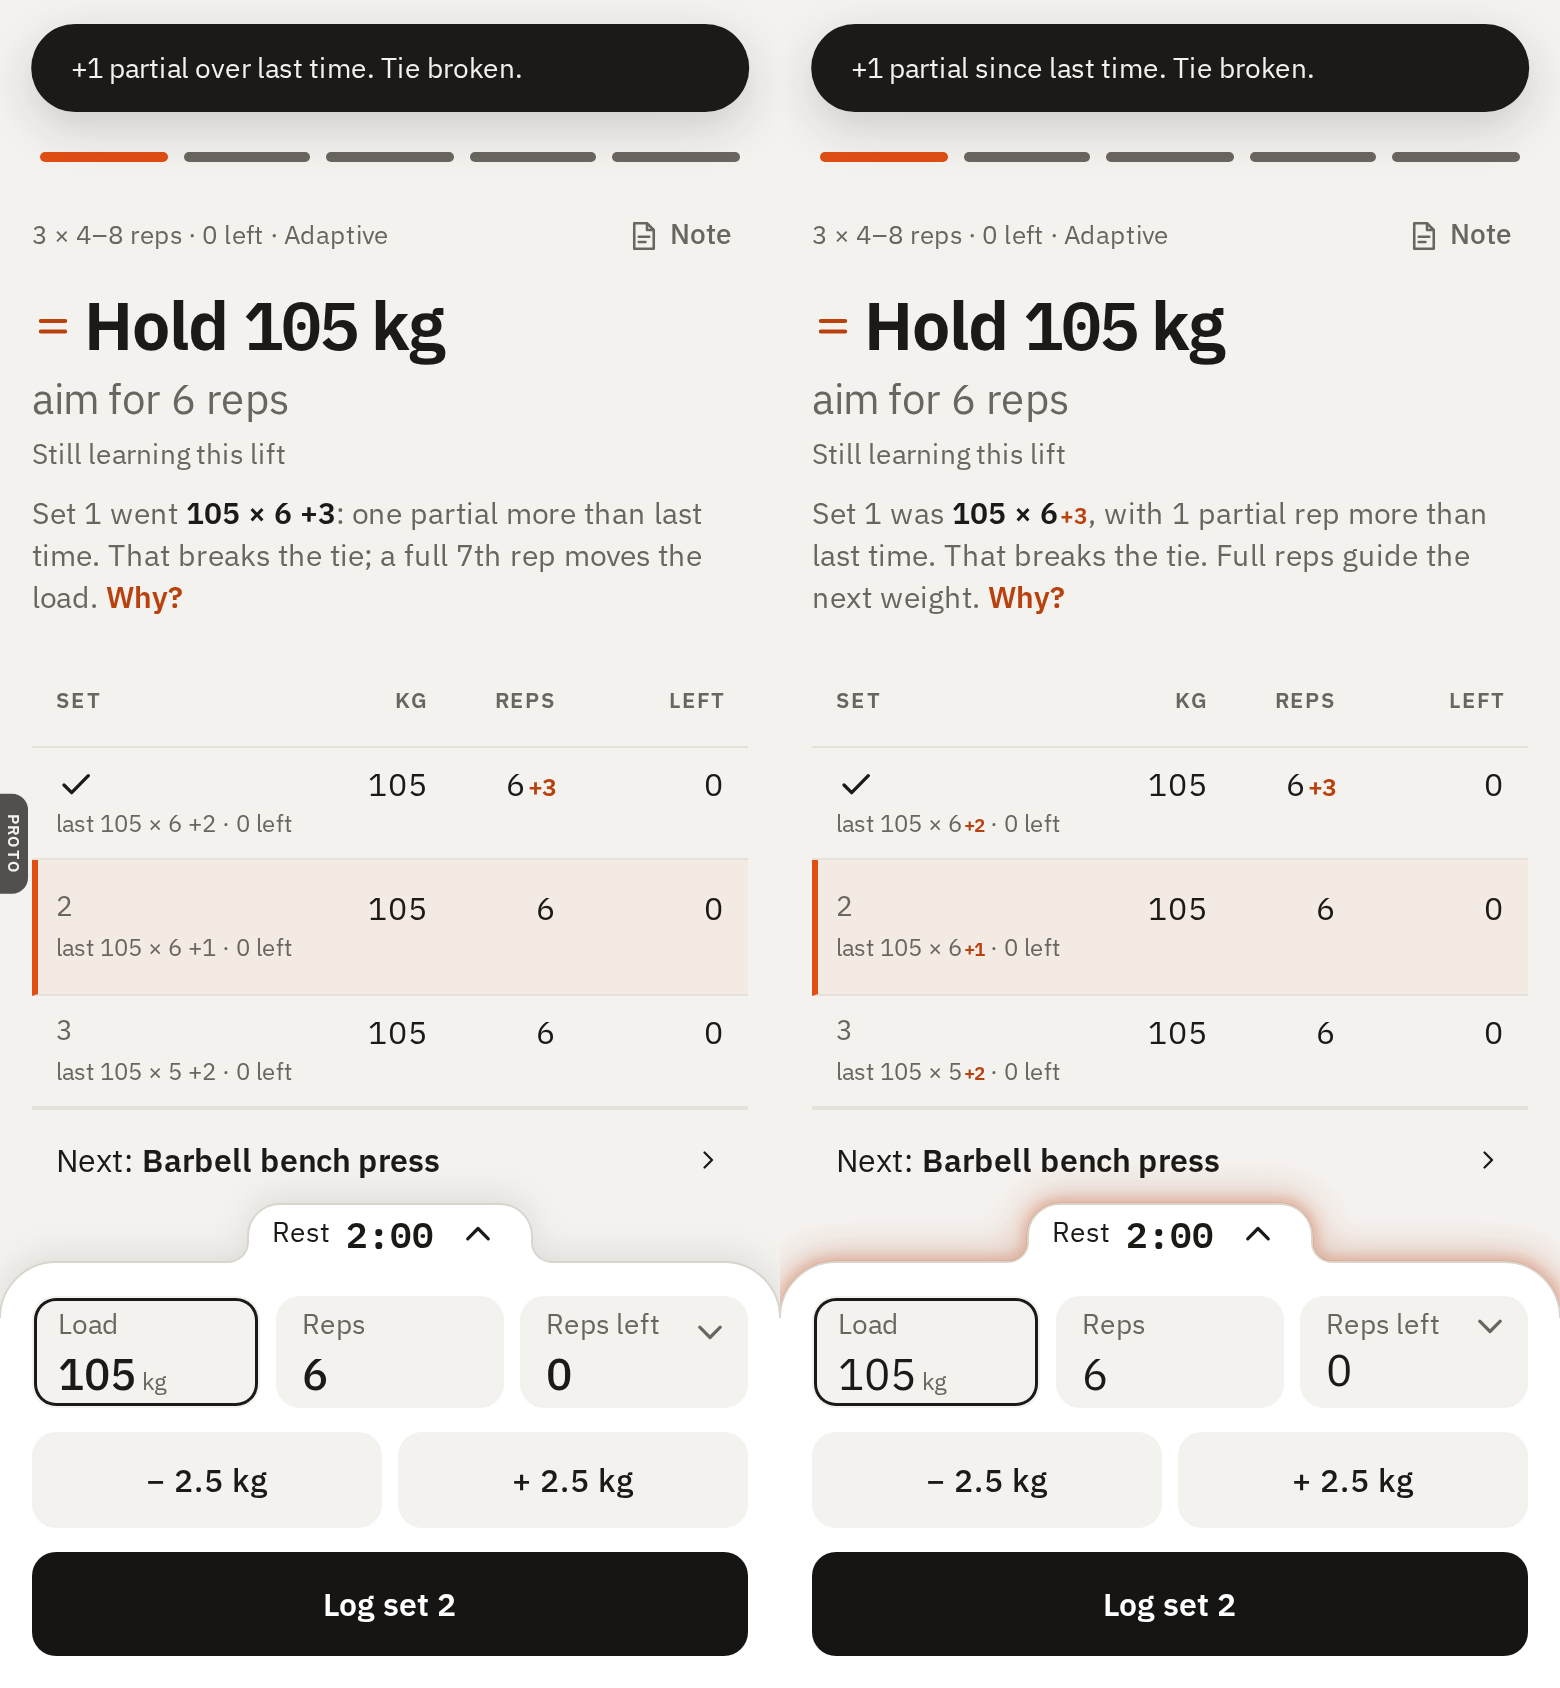 +1 partial over last time. Tie broken.
3 × 4–8 reps · 0 left · Adaptive
Note
= Hold 105 kg
aim for 6 reps
Still learning this lift
Set 1 went 105 × 6 +3: one partial more than last
time. That breaks the tie; a full 7th rep moves the
load. Why?
SET KG REPS LEFT
105 6 +3 0
last 105 × 6 +2 · 0 left
PROTO
2 105 6 0
last 105 × 6 +1 · 0 left
3 105 6 0
last 105 × 5 +2 · 0 left
Next: Barbell bench press
Rest 2:00
Load Reps Reps left
105 kg 6 0
− 2.5 kg + 2.5 kg
Log set 2
+1 partial since last time. Tie broken.
3 × 4–8 reps · 0 left · Adaptive
Note
= Hold 105 kg
aim for 6 reps
Still learning this lift
Set 1 was 105 × 6 +3, with 1 partial rep more than
last time. That breaks the tie. Full reps guide the
next weight. Why?
SET KG REPS LEFT
105 6 +3 0
last 105 × 6 +2 · 0 left
2 105 6 0
last 105 × 6 +1 · 0 left
3 105 6 0
last 105 × 5 +2 · 0 left
Next: Barbell bench press
Rest 2:00
Load Reps Reps left
105 kg 6 0
− 2.5 kg + 2.5 kg
Log set 2